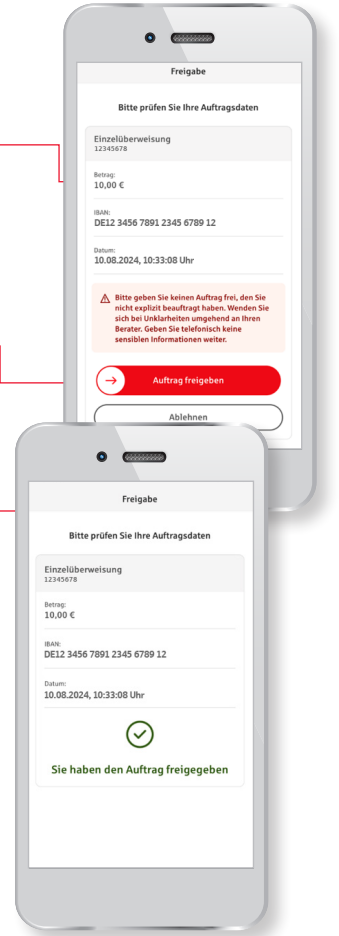 Freigabe
Bitte prüfen Sie Ihre Auftragsdaten
Einzelüberweisung
12345678
Betrag:
10,00 €
IBAN:
DE12 3456 7891 2345 6789 12
Datum:
10.08.2024, 10:33:08 Uhr
Bitte geben Sie keinen Auftrag frei, den Sie
nicht explizit beauftragt haben. Wenden Sie
sich bei Unklarheiten umgehend an Ihren
Berater. Geben Sie telefonisch keine
sensiblen Informationen weiter.
Auftrag freigeben
Ablehnen
Freigabe
Bitte prüfen Sie Ihre Auftragsdaten
Einzelüberweisung
12345678
Betrag:
10,00 €
IBAN:
DE12 3456 7891 2345 6789 12
Datum:
10.08.2024, 10:33:08 Uhr
Sie haben den Auftrag freigegeben